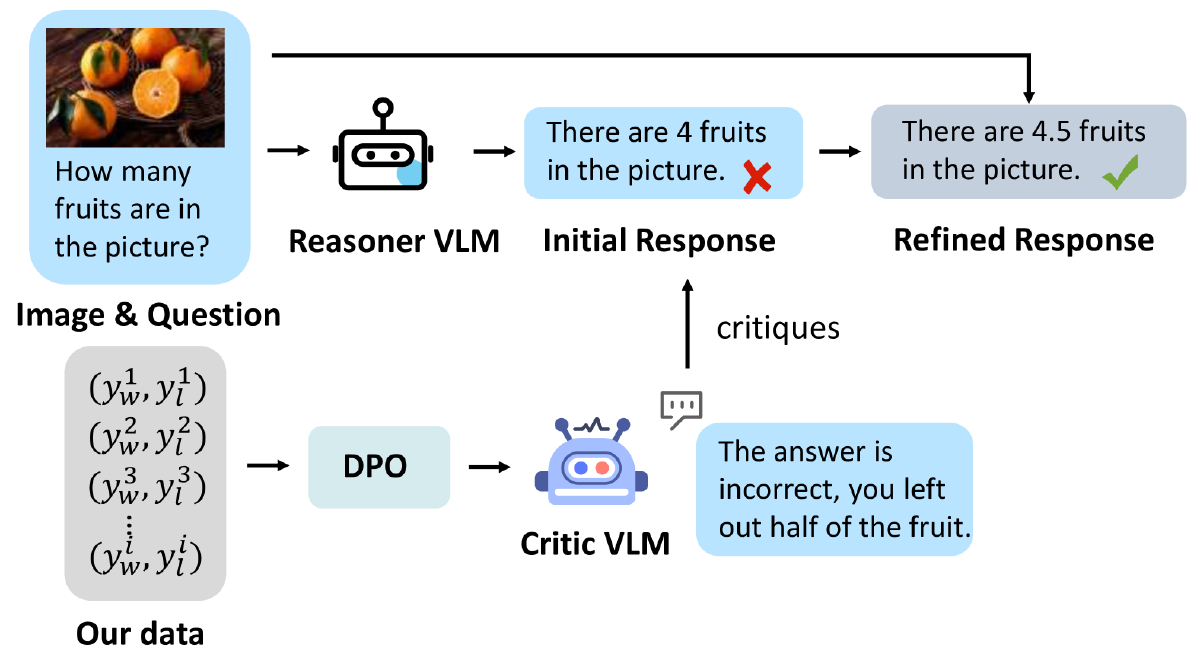 How many
fruits are in
the picture?
Image & Question
Reasoner VLM
There are 4 fruits
in the picture.
Initial Response
There are 4.5 fruits
in the picture.
Refined Response
critiques
(y_w^1, y_l^1)
(y_w^2, y_l^2)
(y_w^3, y_l^3)
⋮
(y_w^i, y_l^i)
Our data
DPO
Critic VLM
The answer is
incorrect, you left
out half of the fruit.